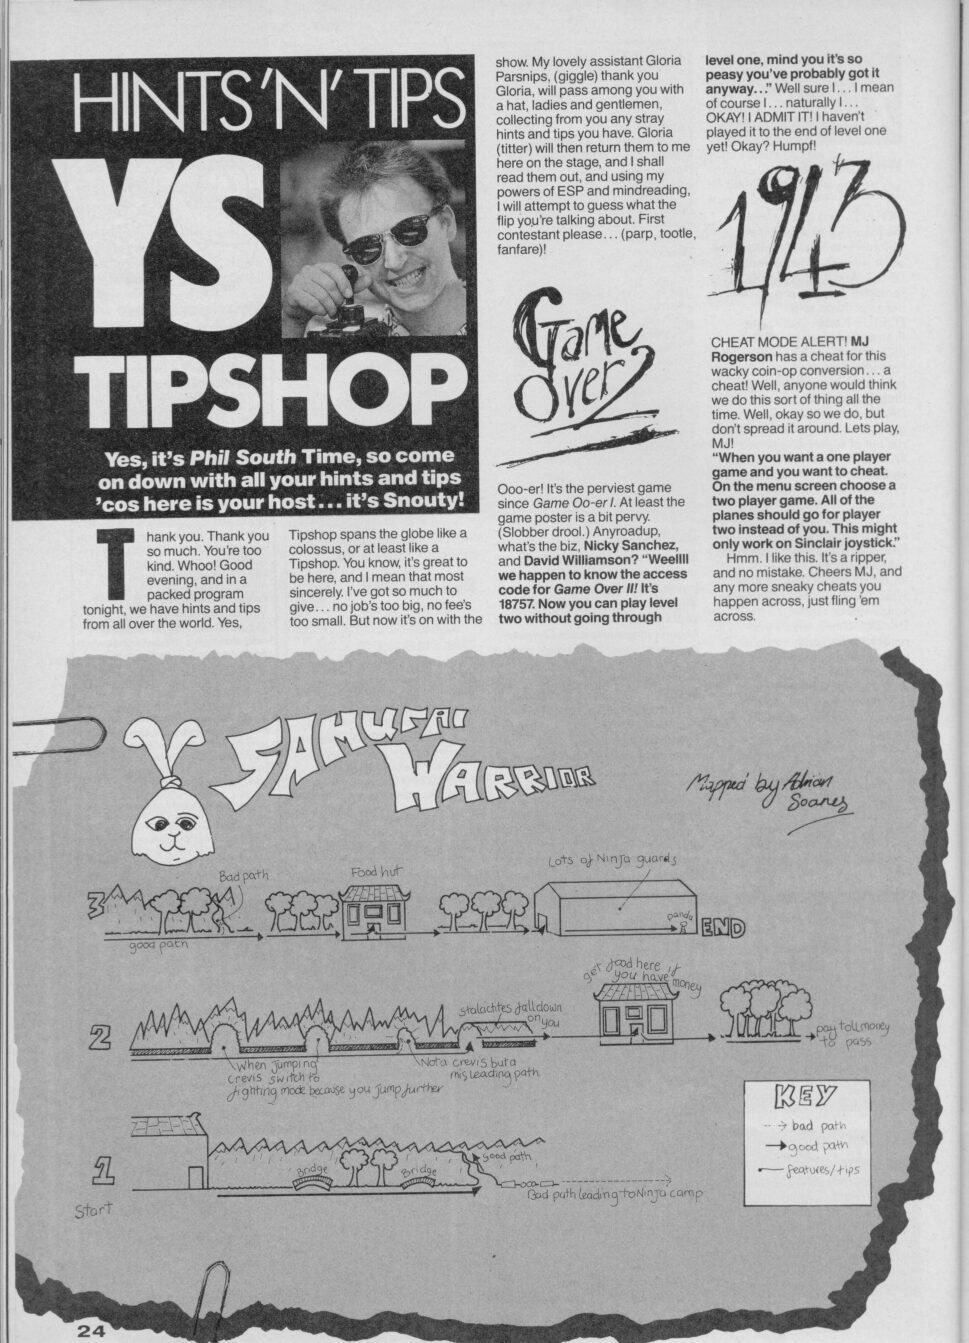 HINTS 'N' TIPS
YS
TIPSHOP
Yes, it's Phil South Time, so come
on down with all your hints and tips
'cos here is your host... it's Snouty!
Thank you. Thank you
so much. You're too
kind. Whoo! Good
evening, and in a
packed program
tonight, we have hints and tips
from all over the world. Yes,
Tipshop spans the globe like a
colossus, or at least like a
Tipshop. You know, it's great to
be here, and I mean that most
sincerely. I've got so much to
give... no job's too big, no fee's
too small. But now it's on with the
show. My lovely assistant Gloria
Parsnips, (giggle) thank you
Gloria, will pass among you with
a hat, ladies and gentlemen,
collecting from you any stray
hints and tips you have. Gloria
(titter) will then return them to me
here on the stage, and I shall
read them out, and using my
powers of ESP and mindreading,
I will attempt to guess what the
flip you're talking about. First
contestant please... (parp, tootle,
fanfare)!
Game
Over 2
Ooo-er! It's the perviest game
since Game Oo-er I. At least the
game poster is a bit pervy.
(Slobber drool.) Anyroadup,
what's the biz, Nicky Sanchez,
and David Williamson? "Weellll
we happen to know the access
code for Game Over II! It's
18757. Now you can play level
two without going through
level one, mind you it's so
peasy you've probably got it
anyway..." Well sure I... I mean
of course I... naturally I...
OKAY! I ADMIT IT! I haven't
played it to the end of level one
yet! Okay? Humpf!
1943
CHEAT MODE ALERT! MJ
Rogerson has a cheat for this
wacky coin-op conversion... a
cheat! Well, anyone would think
we do this sort of thing all the
time. Well, okay so we do, but
don't spread it around. Lets play,
MJ!
"When you want a one player
game and you want to cheat.
On the menu screen choose a
two player game. All of the
planes should go for player
two instead of you. This might
only work on Sinclair joystick."
Hmm. I like this. It's a ripper,
and no mistake. Cheers MJ, and
any more sneaky cheats you
happen across, just fling 'em
across.
SAMURAI
WARRIOR
Mapped by Adrian
Soanes
3
Bad path
good path
Food hut
Lots of Ninja guards
panda
END
2
When jumping
crevis switch to
fighting mode because you jump further
Not a crevis but a
misleading path
stalactites fall down
on you
get food here if
you have money
pay toll money
to pass
1
Start
Bridge
Bridge
good path
Bad path leading to Ninja camp
KEY
bad path
good path
features/tips
24